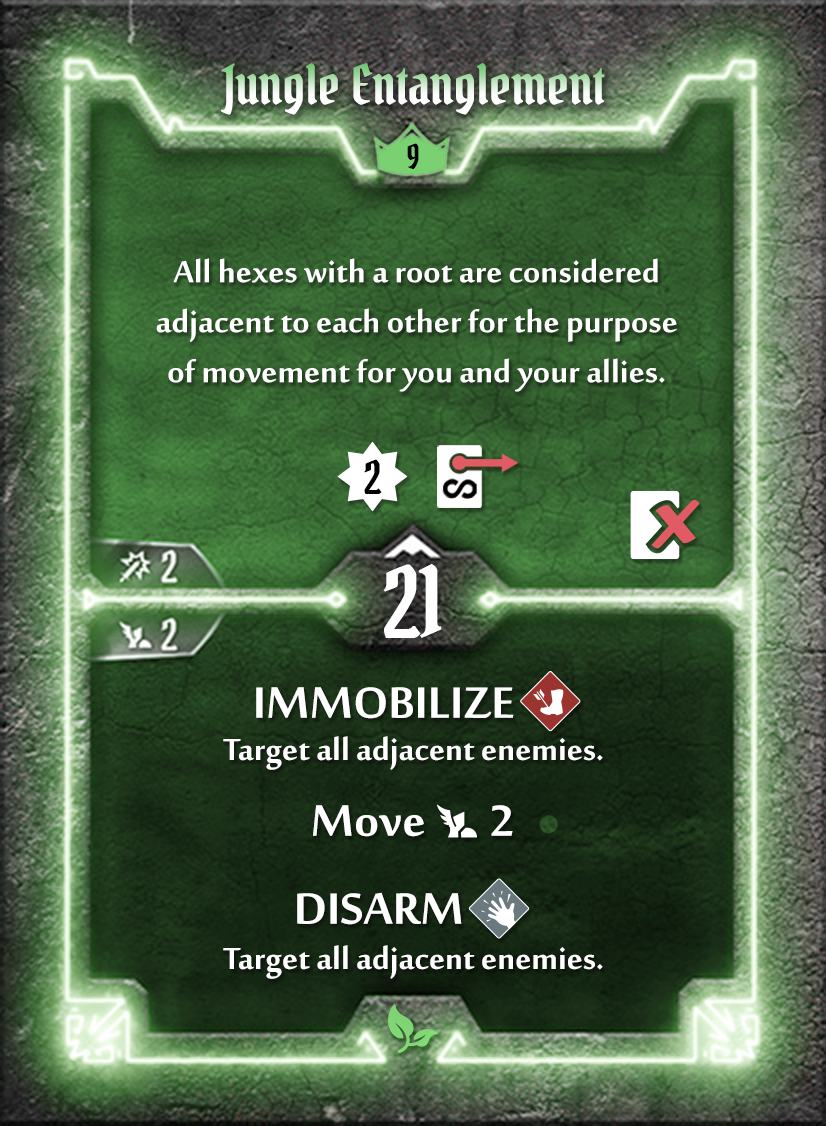 Jungle Entanglement
9
All hexes with a root are considered
adjacent to each other for the purpose
of movement for you and your allies.
2
2
21
2
IMMOBILIZE
Target all adjacent enemies.
Move 2
DISARM
Target all adjacent enemies.